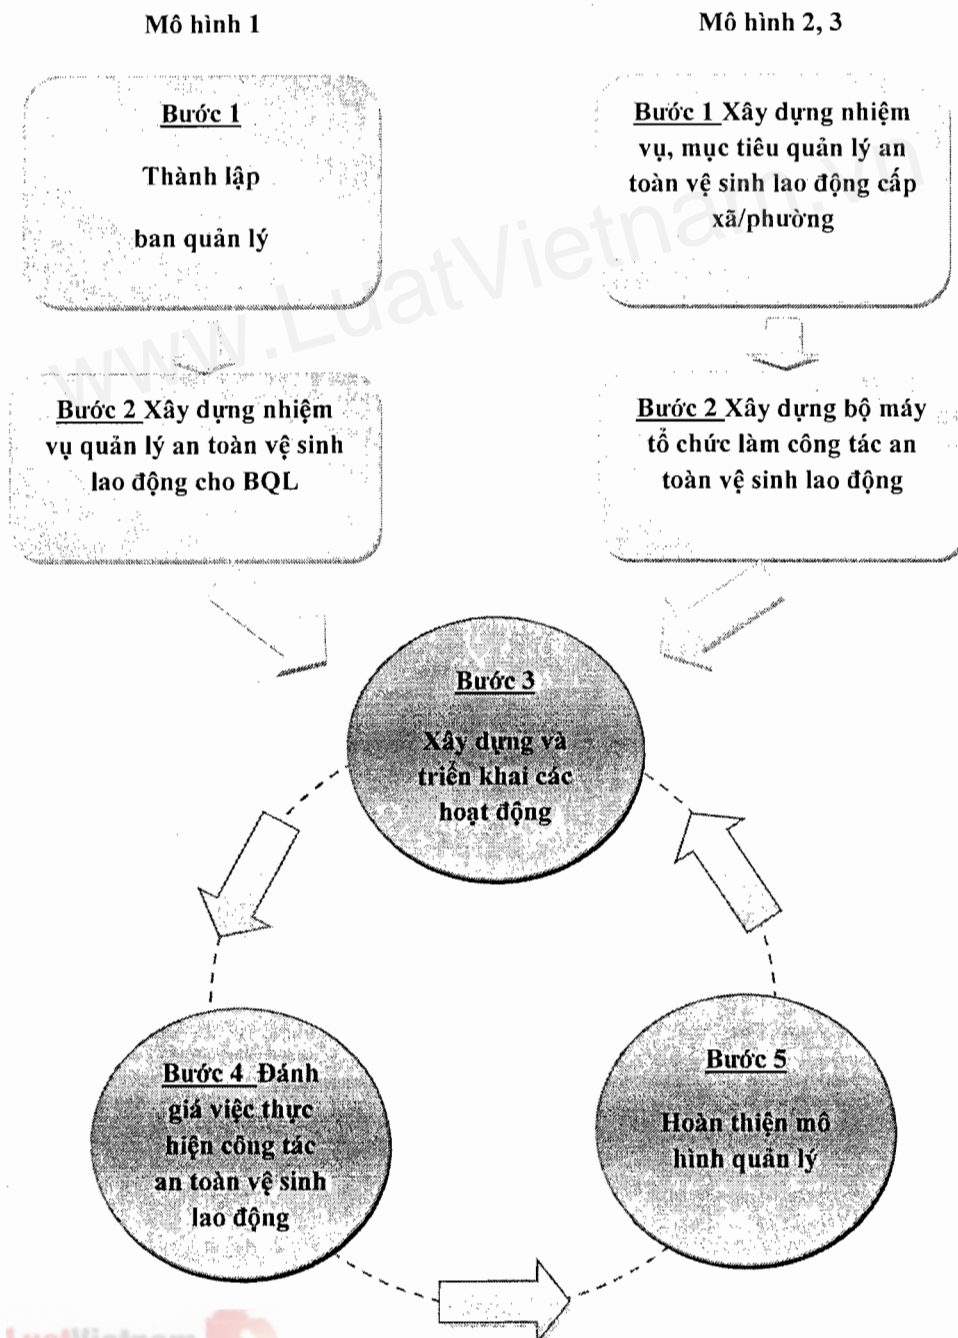 Mô hình 1
Bước 1
Thành lập
ban quản lý
Bước 2 Xây dựng nhiệm
vụ quản lý an toàn vệ sinh
lao động cho BQL
Mô hình 2, 3
Bước 1 Xây dựng nhiệm
vụ, mục tiêu quản lý an
toàn vệ sinh lao động cấp
xã/phường
Bước 2 Xây dựng bộ máy
tổ chức làm công tác an
toàn vệ sinh lao động
Bước 3
Xây dựng và
triển khai các
hoạt động
Bước 4 Đánh
giá việc thực
hiện công tác
an toàn vệ sinh
lao động
Bước 5
Hoàn thiện mô
hình quản lý
www.LuatVietnam.vn
LuatVietnam